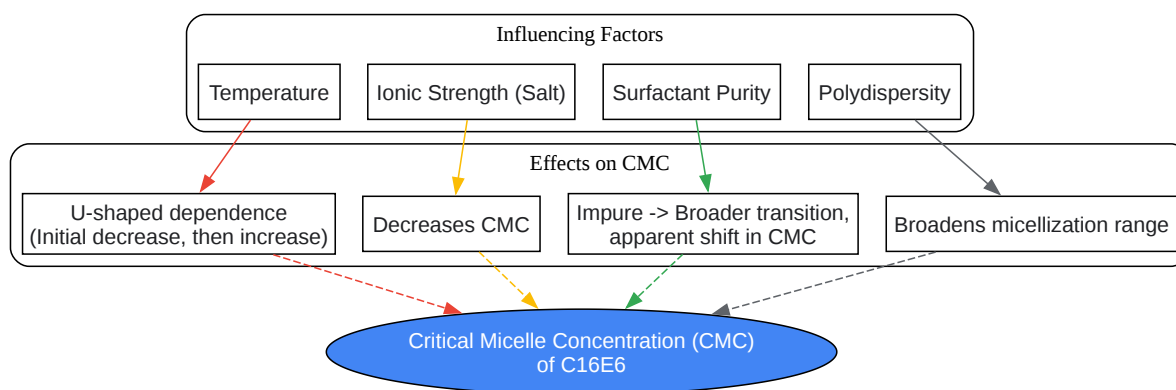 Influencing Factors
Temperature
Ionic Strength (Salt)
Surfactant Purity
Polydispersity
Effects on CMC
U-shaped dependence
(Initial decrease, then increase)
Decreases CMC
Impure -> Broader transition,
apparent shift in CMC
Broadens micellization range
Critical Micelle Concentration (CMC)
of C16E6